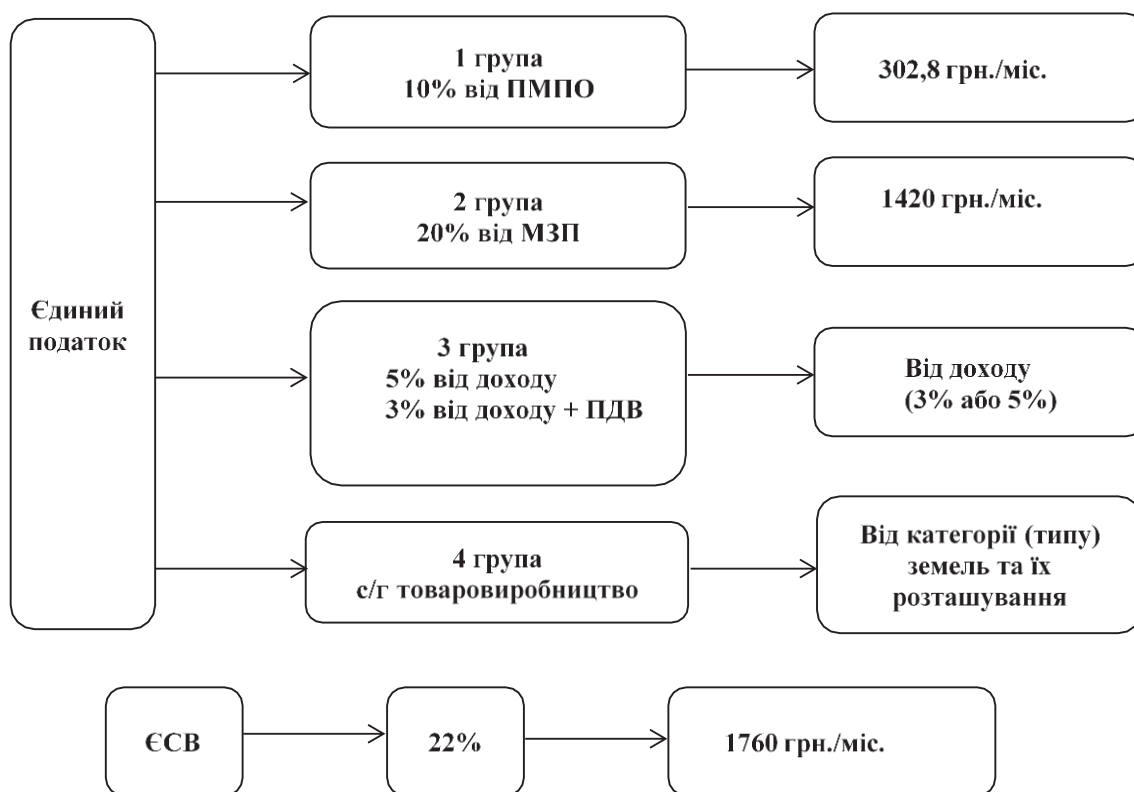 1 група
10% від ПМПО
302,8 грн./міс.
2 група
20% від МЗП
1420 грн./міс.
Єдиний
податок
3 група
5% від доходу
3% від доходу + ПДВ
Від доходу
(3% або 5%)
4 група
с/г товаровиробництво
Від категорії (типу)
земель та їх
розташування
ЄСВ
22%
1760 грн./міс.